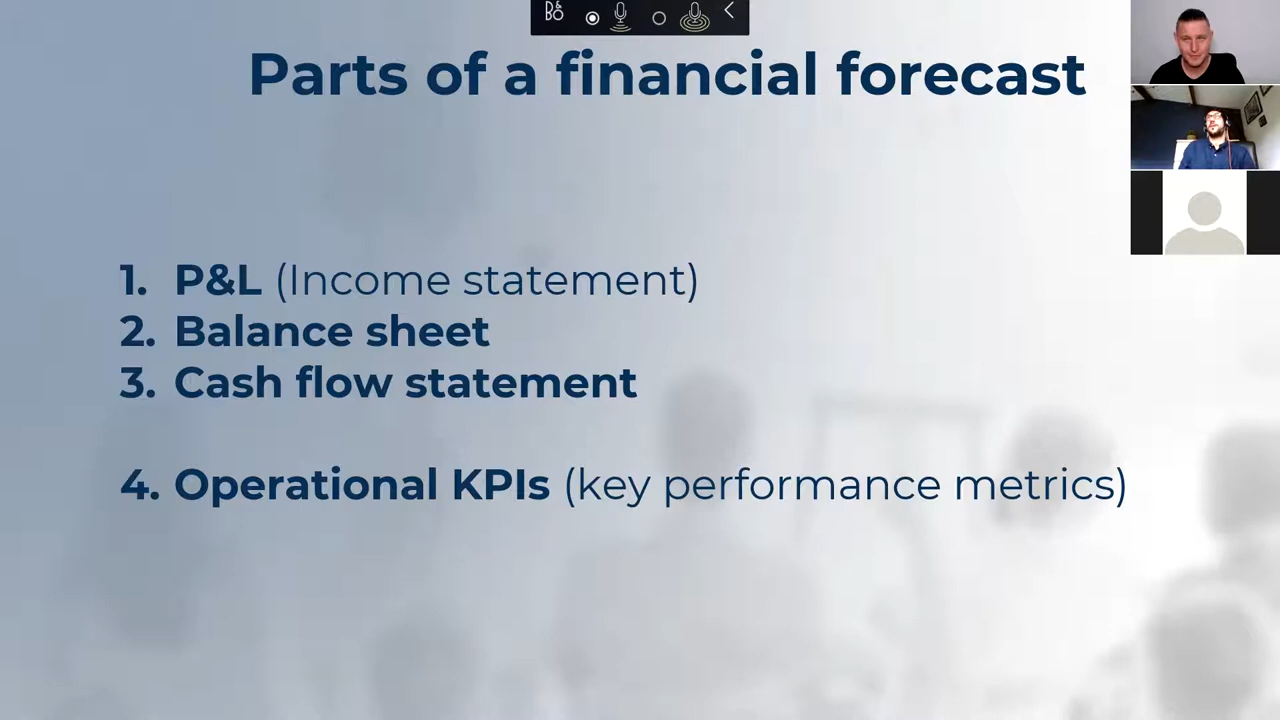 B&O
Parts of a financial forecast
1. P&L (Income statement)
2. Balance sheet
3. Cash flow statement
4. Operational KPIs (key performance metrics)